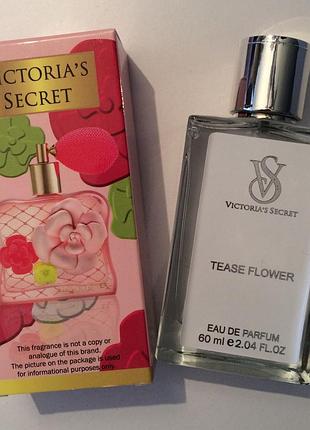 VICTORIA'S
SECRET
This fragrance is not a copy or
analogue of this brand.
The picture on the package is used
for informational purposes only.
VS
VICTORIA'S SECRET
TEASE FLOWER
EAU DE PARFUM
60 ml e 2.04 FL.OZ